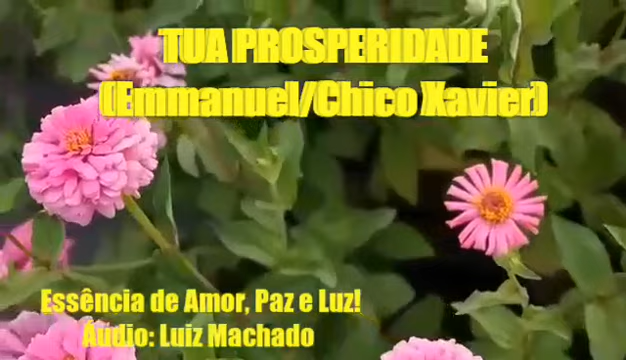 TUA PROSPERIDADE
(Emmanuel/Chico Xavier)
Essência de Amor, Paz e Luz!
Áudio: Luiz Machado